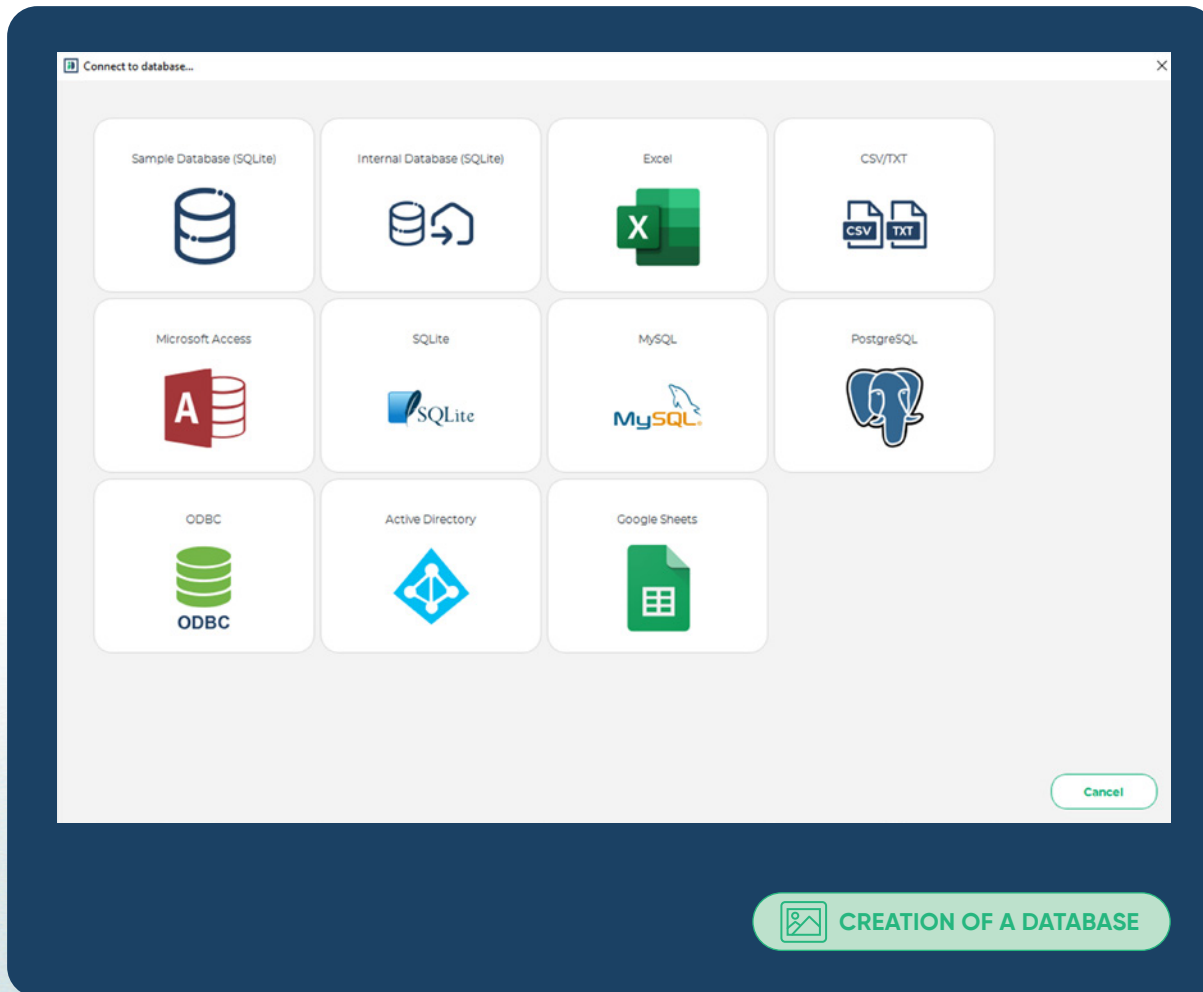 Connect to database...
Sample Database (SQLite)
Internal Database (SQLite)
Excel
CSV/TXT
X
CSV
TXT
Microsoft Access
SQLite
MySQL
PostgreSQL
A
SQLite
MySQL
ODBC
Active Directory
Google Sheets
ODBC
Cancel
CREATION OF A DATABASE